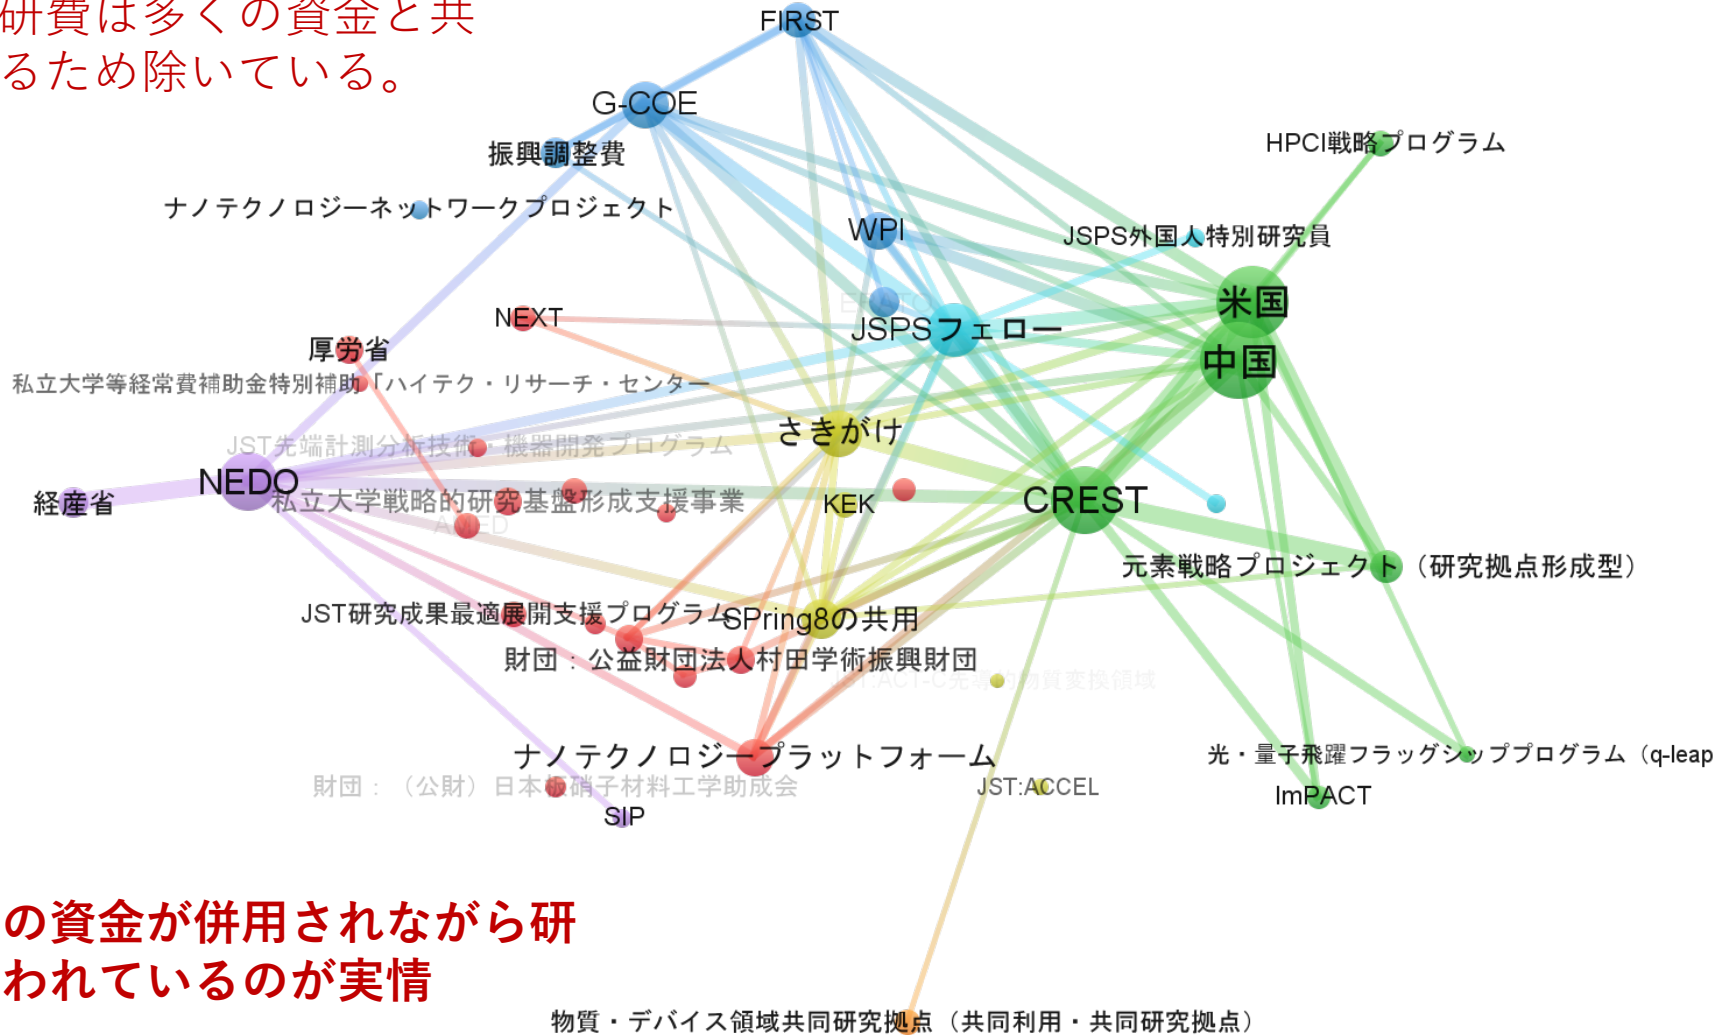 研費は多くの資金と共
るため除いている。
FIRST
G-COE
振興調整費
HPCI戦略プログラム
ナノテクノロジーネットワークプロジェクト
WPI
JSPS外国人特別研究員
ERATO
米国
NEXT
JSPSフェロー
厚労省
中国
私立大学等経常費補助金特別補助「ハイテク・リサーチ・センター
さきがけ
JST先端計測分析技術・機器開発プログラム
NEDO
経産省
私立大学戦略的研究基盤形成支援事業
KEK
CREST
AMED
元素戦略プロジェクト（研究拠点形成型）
JST研究成果最適展開支援プログラム
SPring8の共用
財団：公益財団法人村田学術振興財団
JST:ACT-C先導的物質変換領域
ナノテクノロジープラットフォーム
光・量子飛躍フラッグシッププログラム（q-leap
財団：（公財）日本板硝子材料工学助成会
JST:ACCEL
ImPACT
SIP
の資金が併用されながら研
われているのが実情
物質・デバイス領域共同研究拠点（共同利用・共同研究拠点）